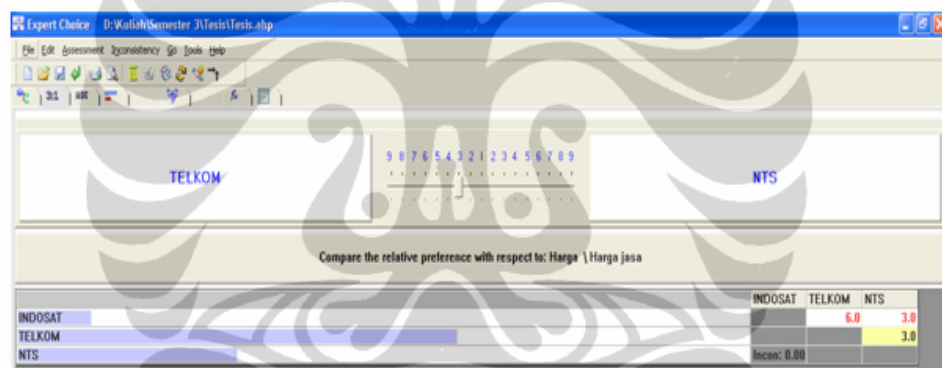 Expert Choice D:\Kuliah\Semester 3\Tesis\Tesis.ahp
File Edit Assessment Inconsistency Go Tools Help
3:1 ABC
9 8 7 6 5 4 3 2 1 2 3 4 5 6 7 8 9
TELKOM NTS
Compare the relative preference with respect to: Harga \ Harga jasa
INDOSAT TELKOM NTS
INDOSAT 6.0 3.0
TELKOM 3.0
NTS Incon: 0.00